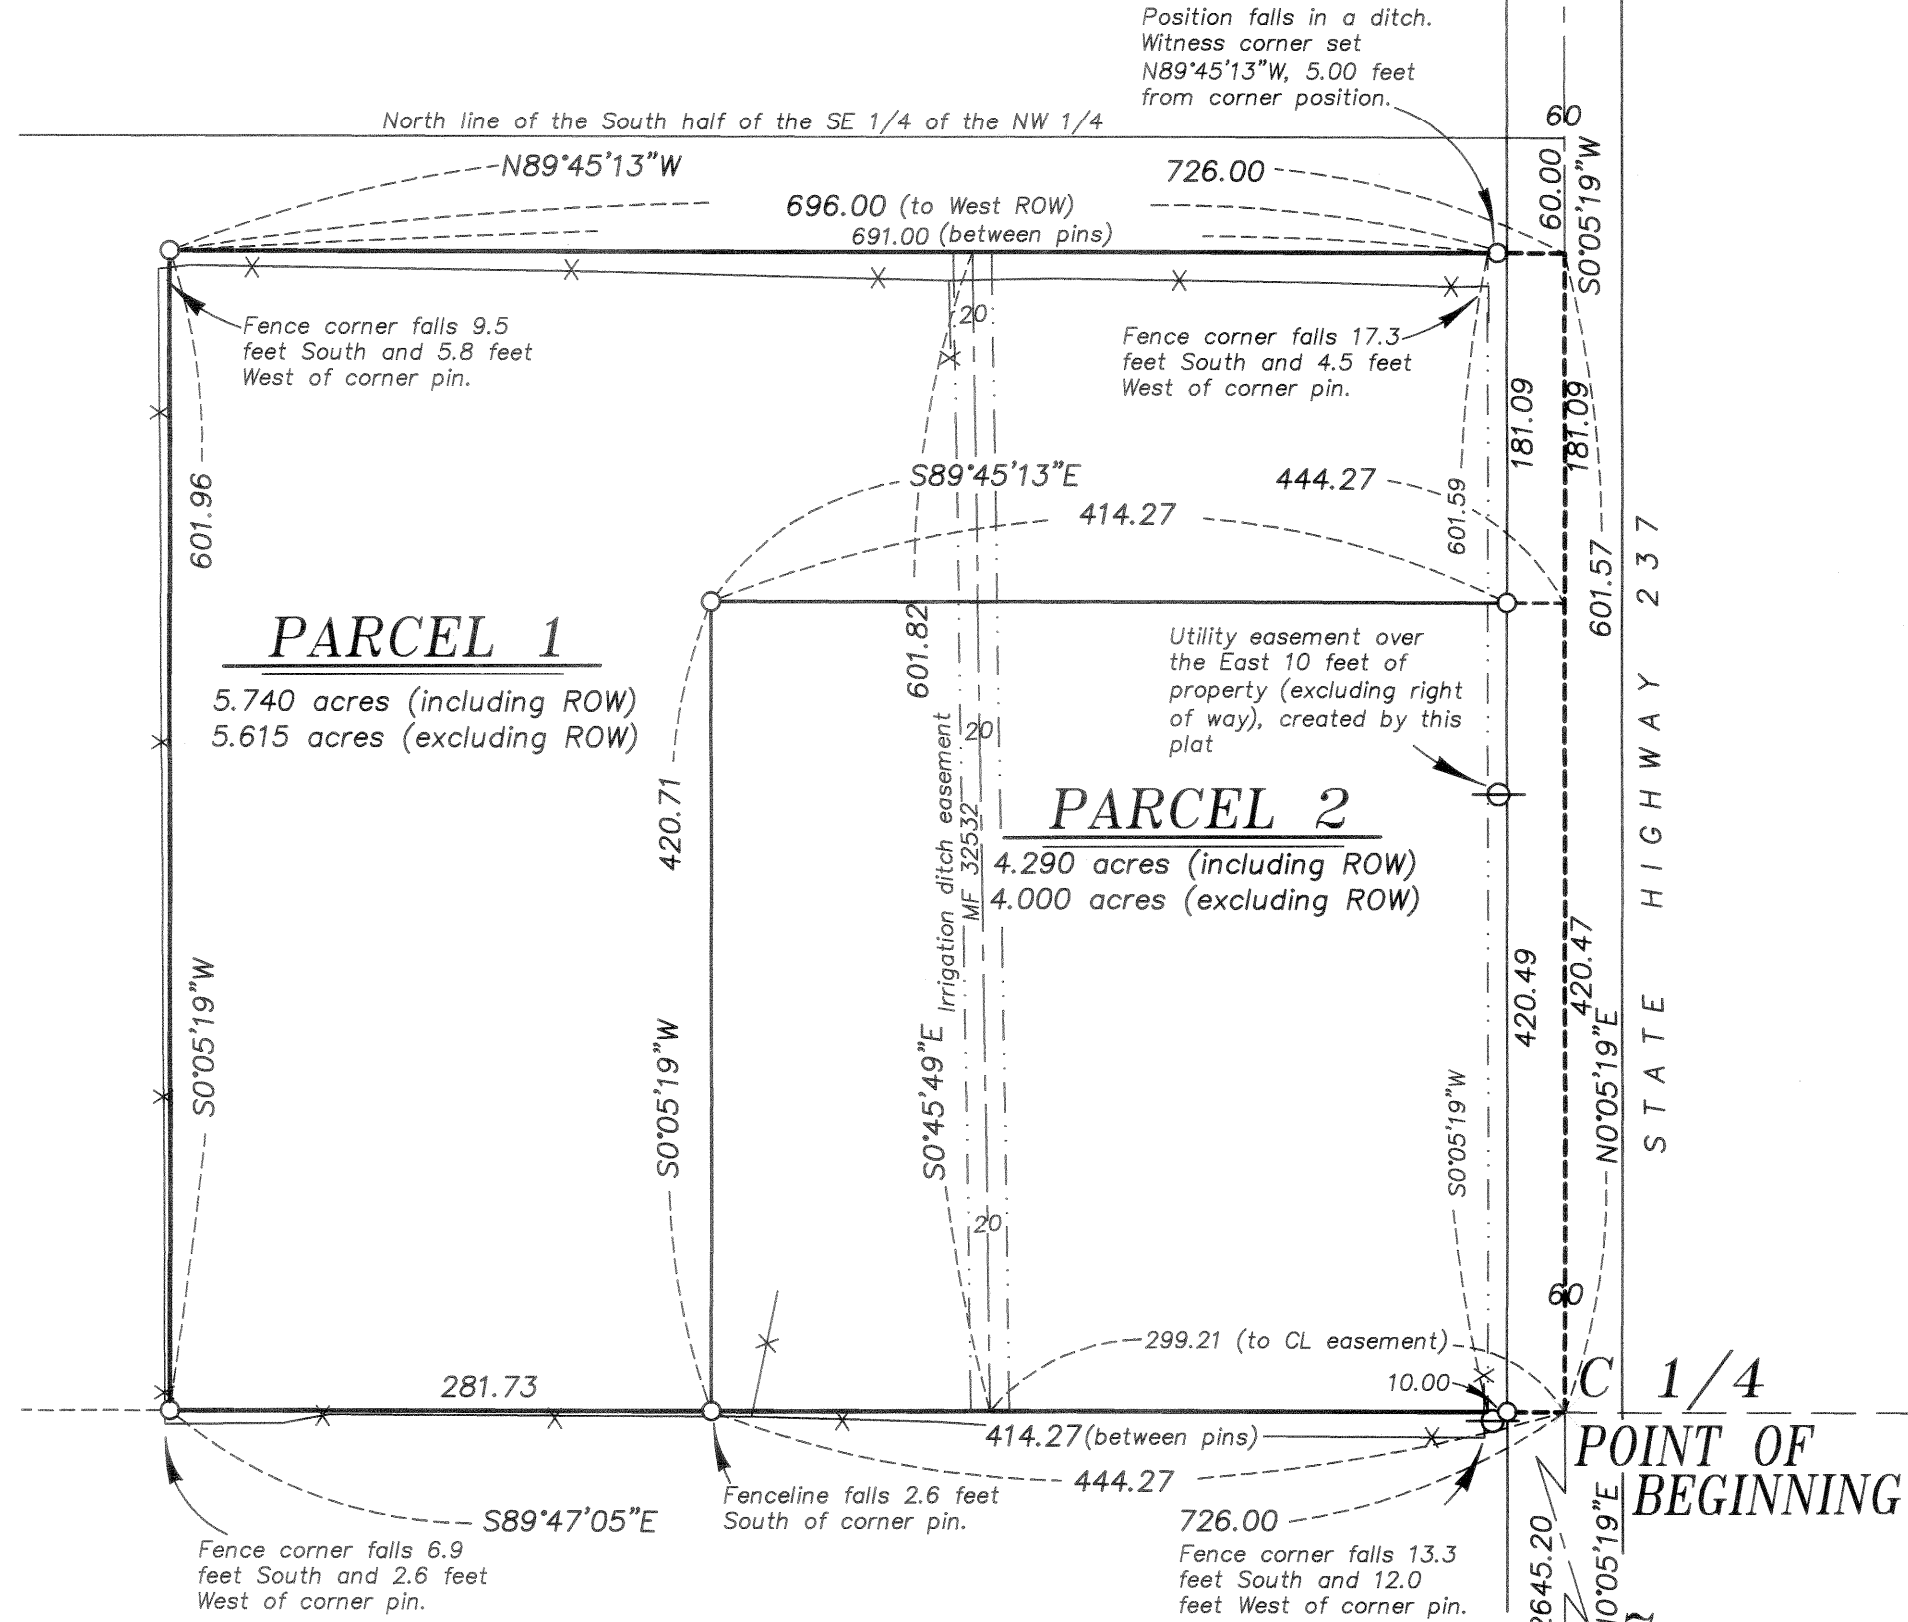 Position falls in a ditch.
Witness corner set
N89°45'13"W, 5.00 feet
from corner position.
60
North line of the South half of the SE 1/4 of the NW 1/4
N89°45'13"W
726.00
60.00
S0°05'19"W
696.00 (to West ROW)
691.00 (between pins)
Fence corner falls 9.5
feet South and 5.8 feet
West of corner pin.
20
Fence corner falls 17.3
feet South and 4.5 feet
West of corner pin.
181.09
181.09
601.96
S89°45'13"E
444.27
414.27
601.59
601.57
STATE HIGHWAY 237
PARCEL 1
5.740 acres (including ROW)
5.615 acres (excluding ROW)
601.82
Utility easement over
the East 10 feet of
property (excluding right
of way), created by this
plat
20
420.71
Irrigation ditch easement
MF 32532
PARCEL 2
4.290 acres (including ROW)
4.000 acres (excluding ROW)
420.49
420.47
S0°05'19"W
S0°05'19"W
S0°45'49"E
S0°05'19"W
N0°05'19"E
20
60
299.21 (to CL easement)
281.73
10.00
C 1/4
POINT OF
BEGINNING
414.27(between pins)
444.27
Fenceline falls 2.6 feet
South of corner pin.
S89°47'05"E
726.00
Fence corner falls 6.9
feet South and 2.6 feet
West of corner pin.
Fence corner falls 13.3
feet South and 12.0
feet West of corner pin.
2645.20
N0°05'19"E